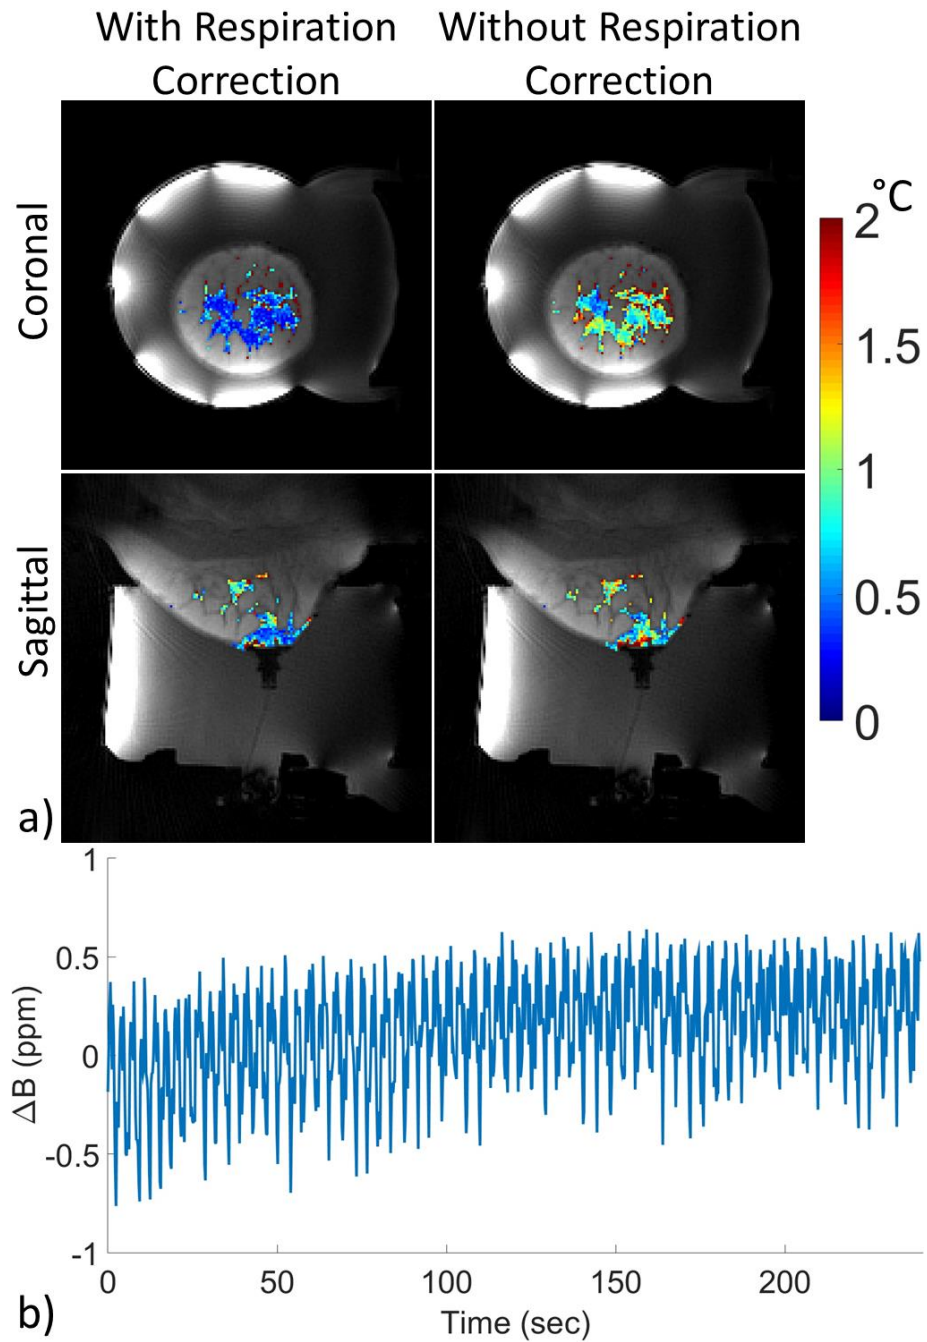 With Respiration Correction
Without Respiration Correction
Coronal
Sagittal
a)
°C
2
1.5
1
0.5
0
1
0.5
0
-0.5
-1
ΔB (ppm)
0
50
100
150
200
Time (sec)
b)